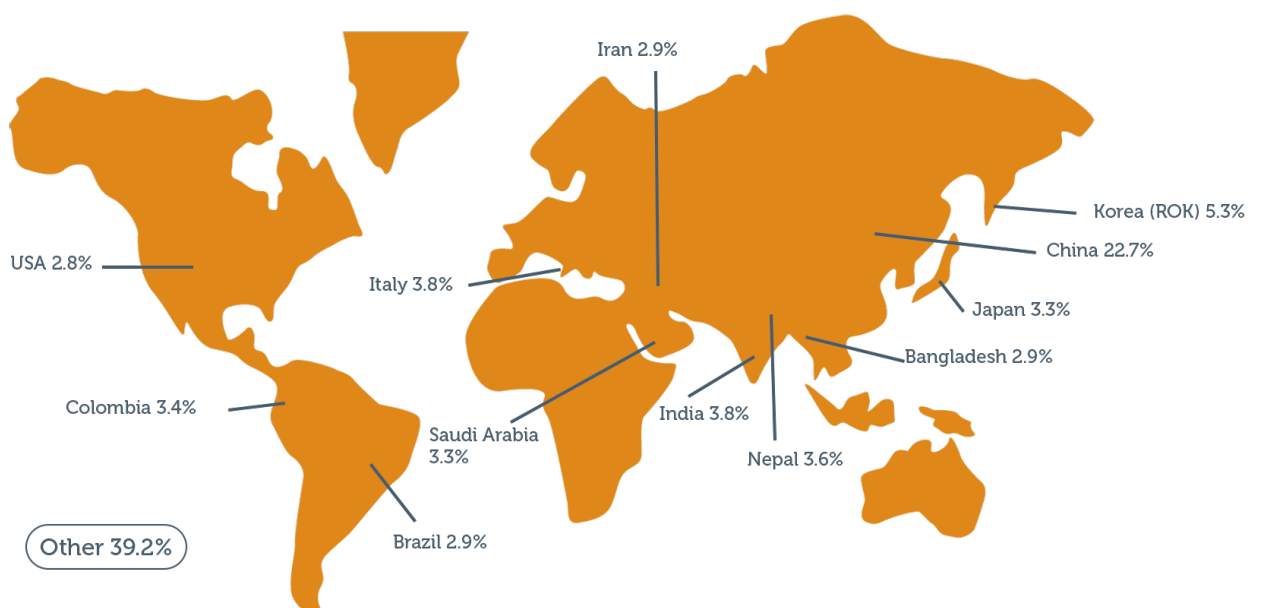 Iran 2.9%
Korea (ROK) 5.3%
China 22.7%
USA 2.8%
Italy 3.8%
Japan 3.3%
Bangladesh 2.9%
Colombia 3.4%
India 3.8%
Saudi Arabia
3.3%
Nepal 3.6%
Brazil 2.9%
Other 39.2%